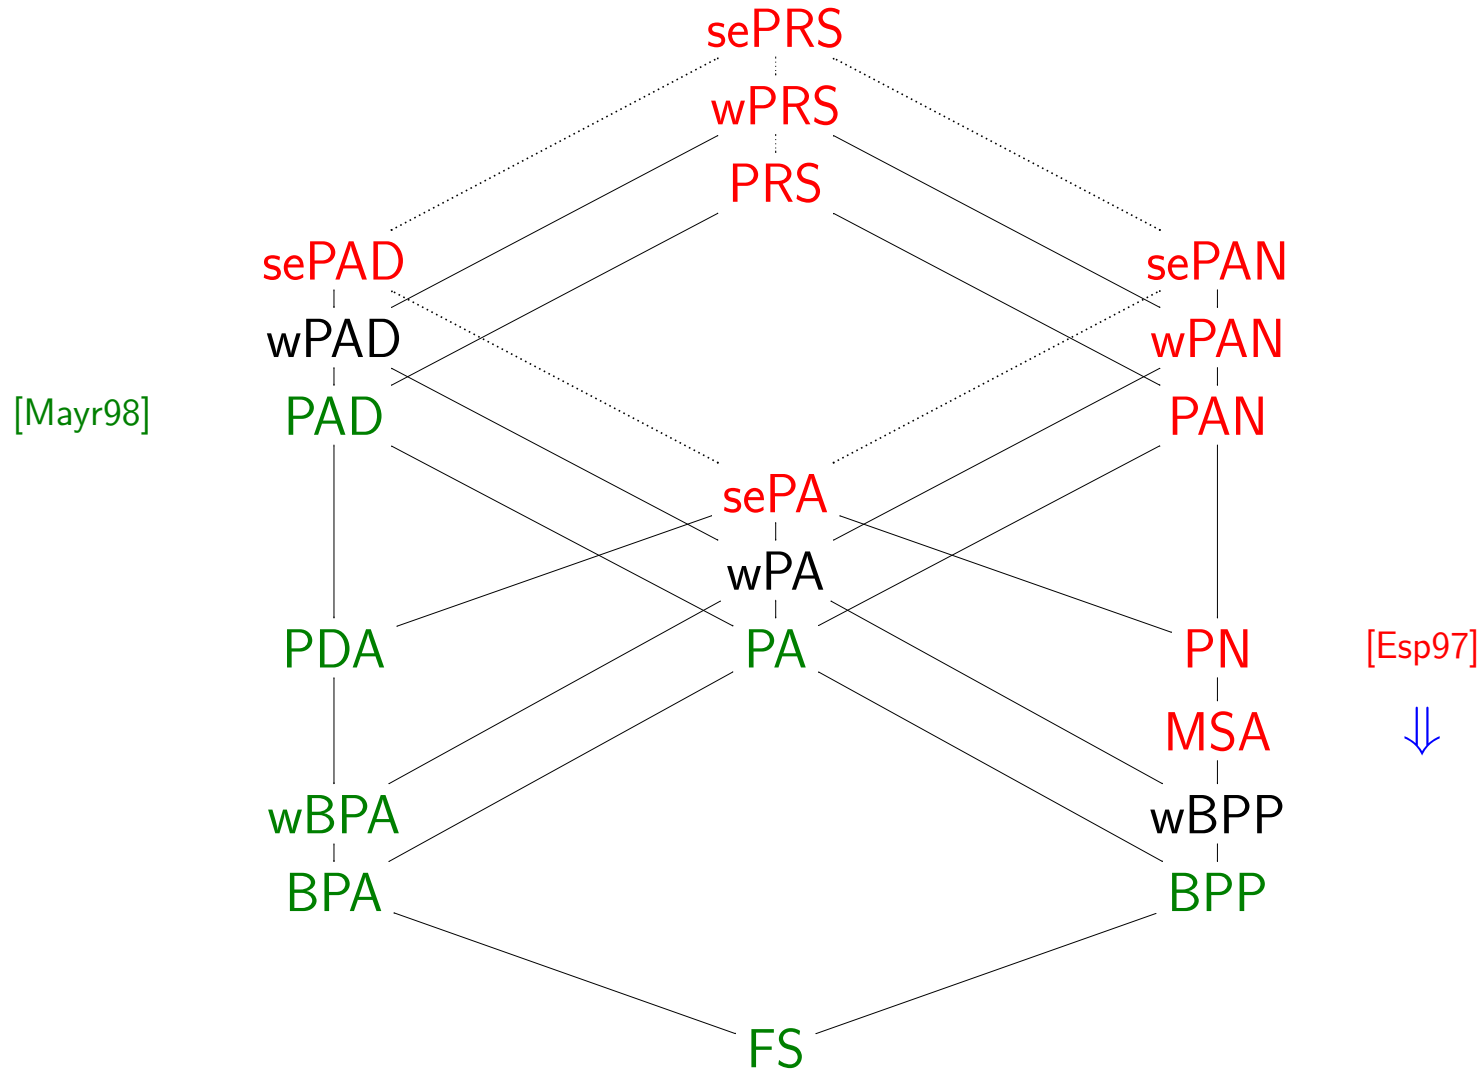 sePRS
wPRS
PRS
sePAD
sePAN
wPAD
wPAN
[Mayr98]
PAD
PAN
sePA
wPA
PDA
PA
PN
[Esp97]
MSA
⇓
wBPA
wBPP
BPA
BPP
FS